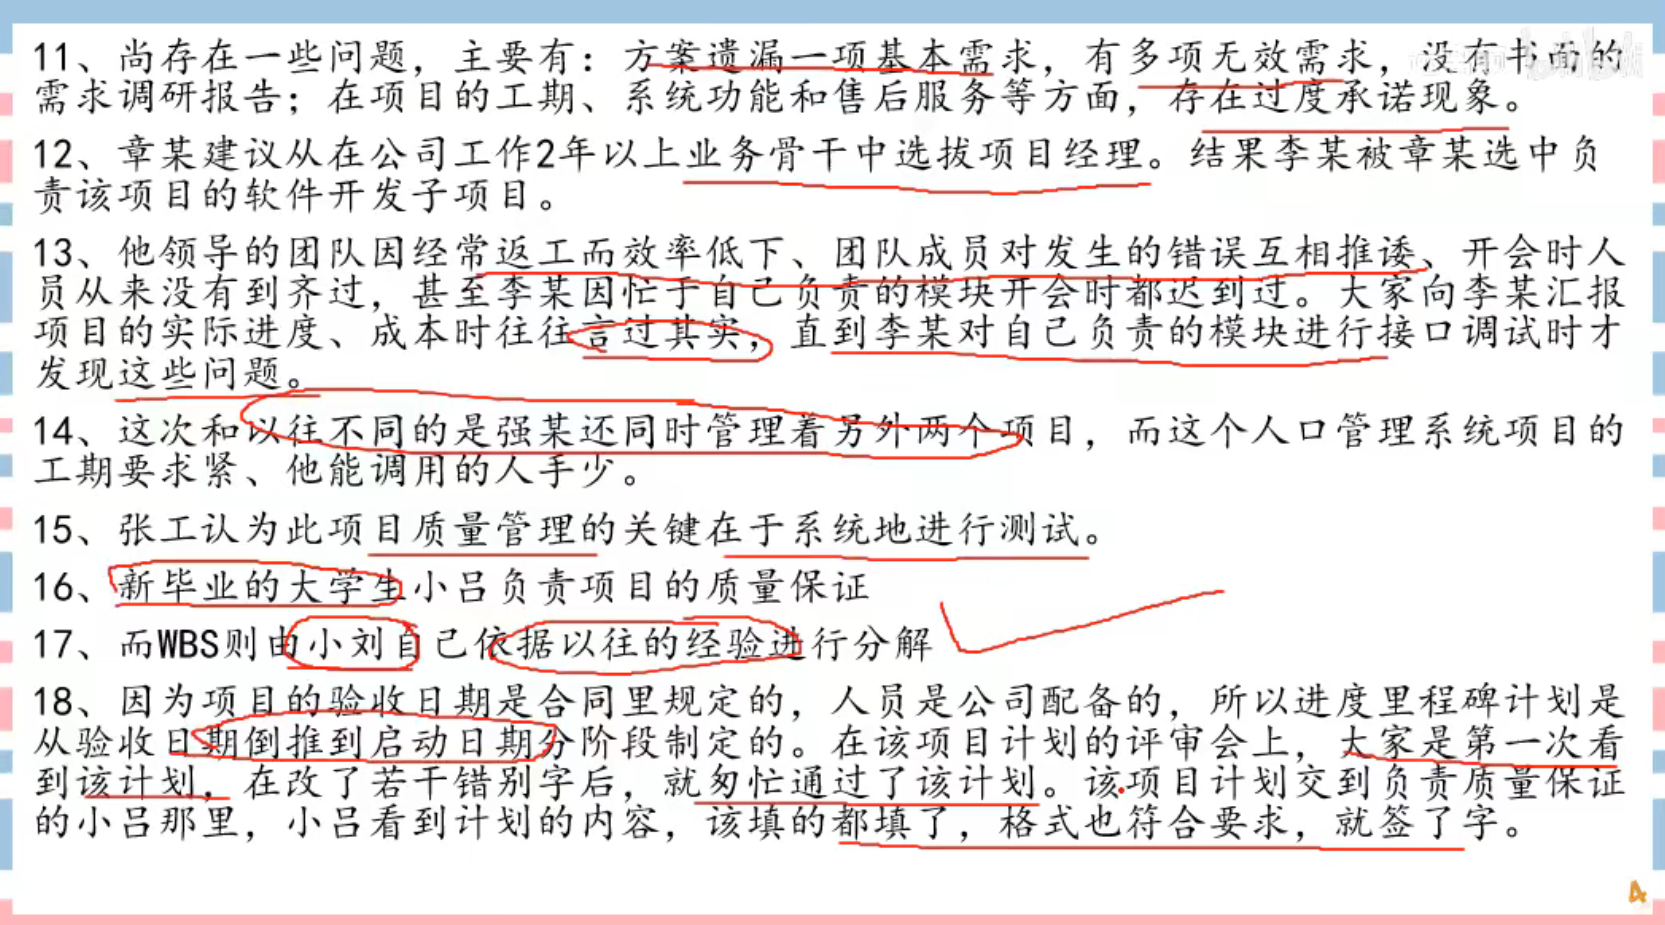 11、尚存在一些问题，主要有：方案遗漏一项基本需求，有多项无效需求，没有书面的
需求调研报告；在项目的工期、系统功能和售后服务等方面，存在过度承诺现象。
12、章某建议从在公司工作2年以上业务骨干中选拔项目经理。结果李某被章某选中负
责该项目的软件开发子项目。
13、他领导的团队因经常返工而效率低下、团队成员对发生的错误互相推诿、开会时人
员从来没有到齐过，甚至李某因忙于自己负责的模块开会时都迟到过。大家向李某汇报
项目的实际进度、成本时往往言过其实，直到李某对自己负责的模块进行接口调试时才
发现这些问题。
14、这次和以往不同的是强某还同时管理着另外两个项目，而这个人口管理系统项目的
工期要求紧、他能调用的人手少。
15、张工认为此项目质量管理的关键在于系统地进行测试。
16、新毕业的大学生小吕负责项目的质量保证
17、而WBS则由小刘自己依据以往的经验进行分解
18、因为项目的验收日期是合同里规定的，人员是公司配备的，所以进度里程碑计划是
从验收日期倒推到启动日期分阶段制定的。在该项目计划的评审会上，大家是第一次看
到该计划，在改了若干错别字后，就匆忙通过了该计划。该项目计划交到负责质量保证
的小吕那里，小吕看到计划的内容，该填的都填了，格式也符合要求，就签了字。
4